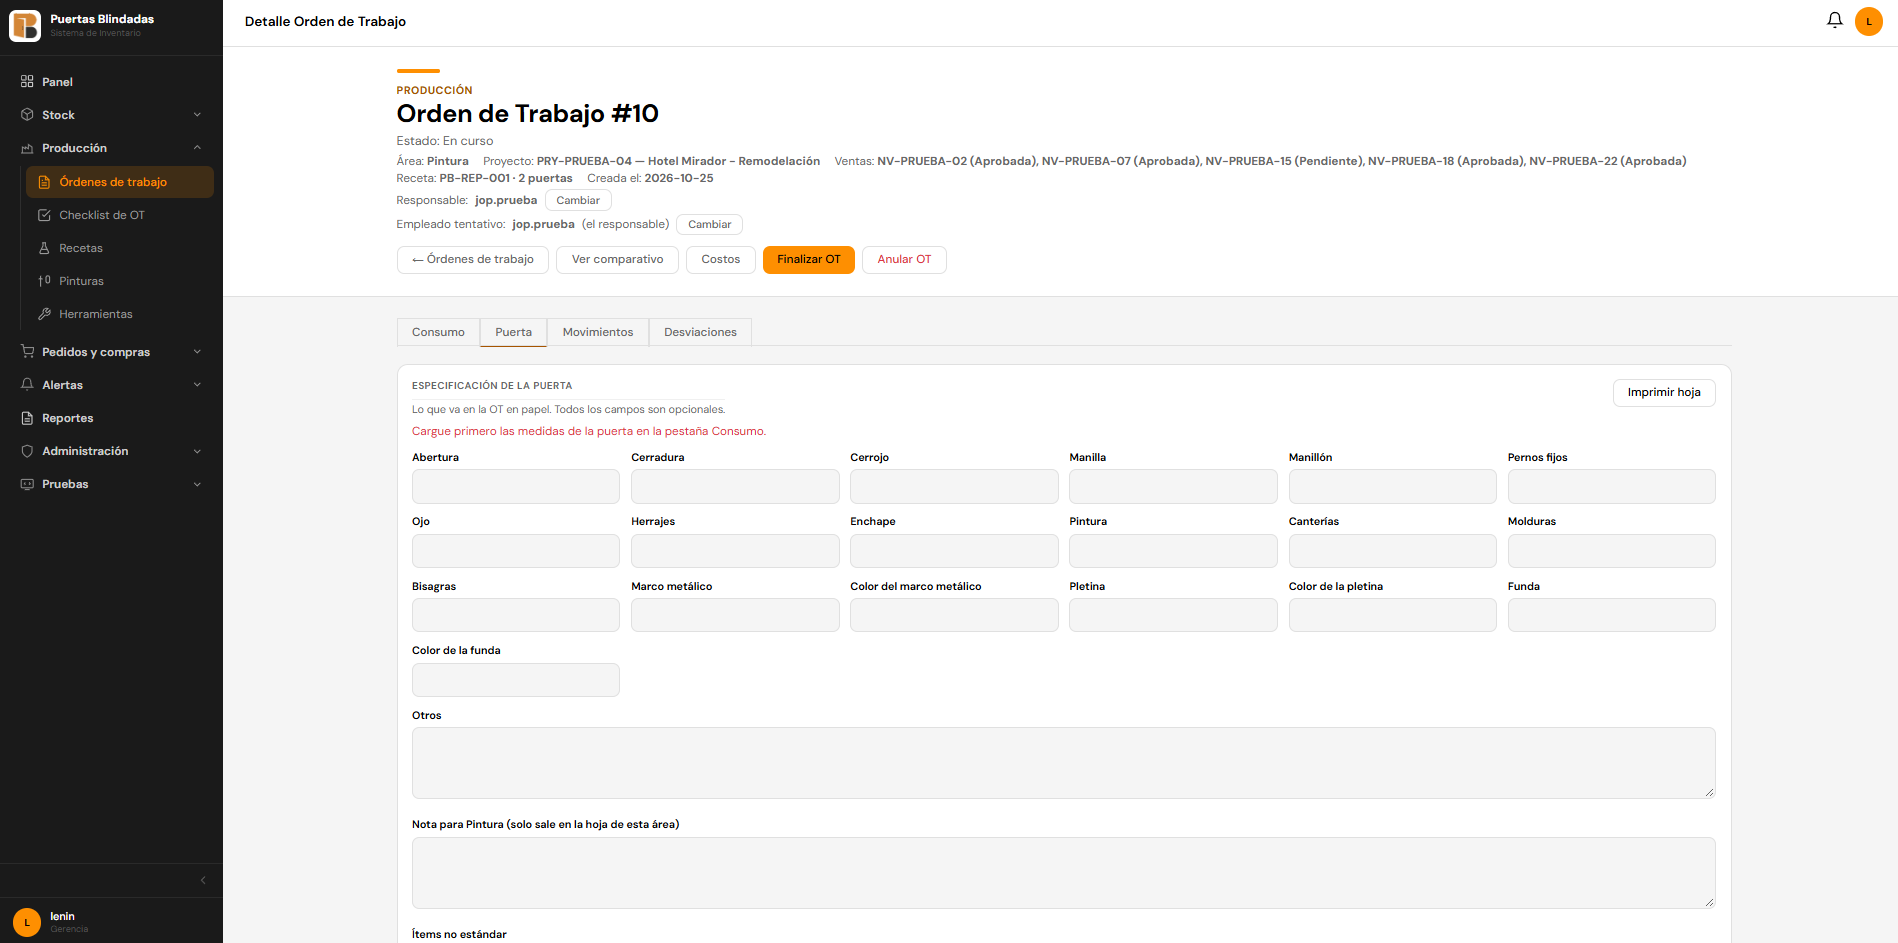 Puertas Blindadas
Sistema de Inventario
Panel
Stock
Producción
Órdenes de trabajo
Checklist de OT
Recetas
Pinturas
Herramientas
Pedidos y compras
Alertas
Reportes
Administración
Pruebas
L
lenin
Gerencia
Detalle Orden de Trabajo
L
PRODUCCIÓN
Orden de Trabajo #10
Estado: En curso
Área: Pintura Proyecto: PRY-PRUEBA-04 — Hotel Mirador - Remodelación Ventas: NV-PRUEBA-02 (Aprobada), NV-PRUEBA-07 (Aprobada), NV-PRUEBA-15 (Pendiente), NV-PRUEBA-18 (Aprobada), NV-PRUEBA-22 (Aprobada)
Receta: PB-REP-001 · 2 puertas Creada el: 2026-10-25
Responsable: jop.prueba Cambiar
Empleado tentativo: jop.prueba (el responsable) Cambiar
← Órdenes de trabajo Ver comparativo Costos Finalizar OT Anular OT
Consumo Puerta Movimientos Desviaciones
ESPECIFICACIÓN DE LA PUERTA
Imprimir hoja
Lo que va en la OT en papel. Todos los campos son opcionales.
Cargue primero las medidas de la puerta en la pestaña Consumo.
Abertura Cerradura Cerrojo Manilla Manillón Pernos fijos
Ojo Herrajes Enchape Pintura Canterías Molduras
Bisagras Marco metálico Color del marco metálico Pletina Color de la pletina Funda
Color de la funda
Otros
Nota para Pintura (solo sale en la hoja de esta área)
Ítems no estándar